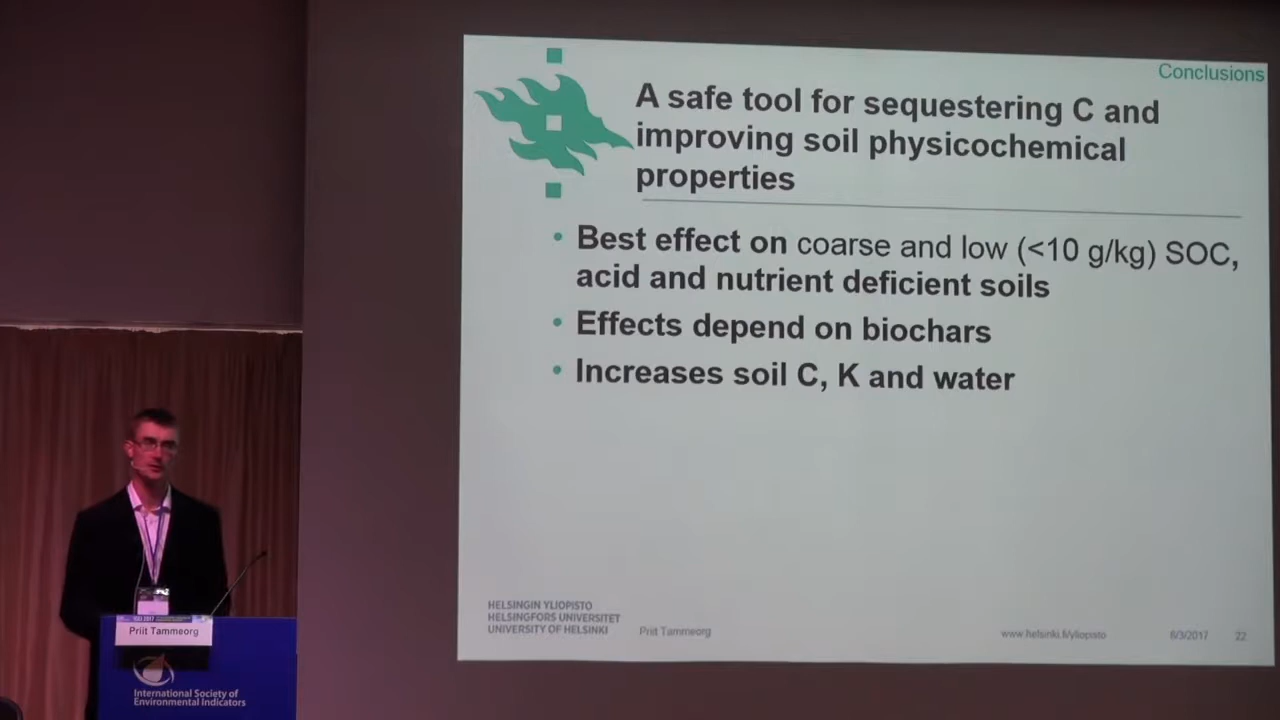 Conclusions
A safe tool for sequestering C and
improving soil physicochemical
properties
• Best effect on coarse and low (<10 g/kg) SOC,
acid and nutrient deficient soils
• Effects depend on biochars
• Increases soil C, K and water
HELSINGIN YLIOPISTO
HELSINGFORS UNIVERSITET
UNIVERSITY OF HELSINKI
Priit Tammeorg
www.helsinki.fi/yliopisto
6/3/2017
22
Priit Tammeorg
International Society of
Environmental Indicators